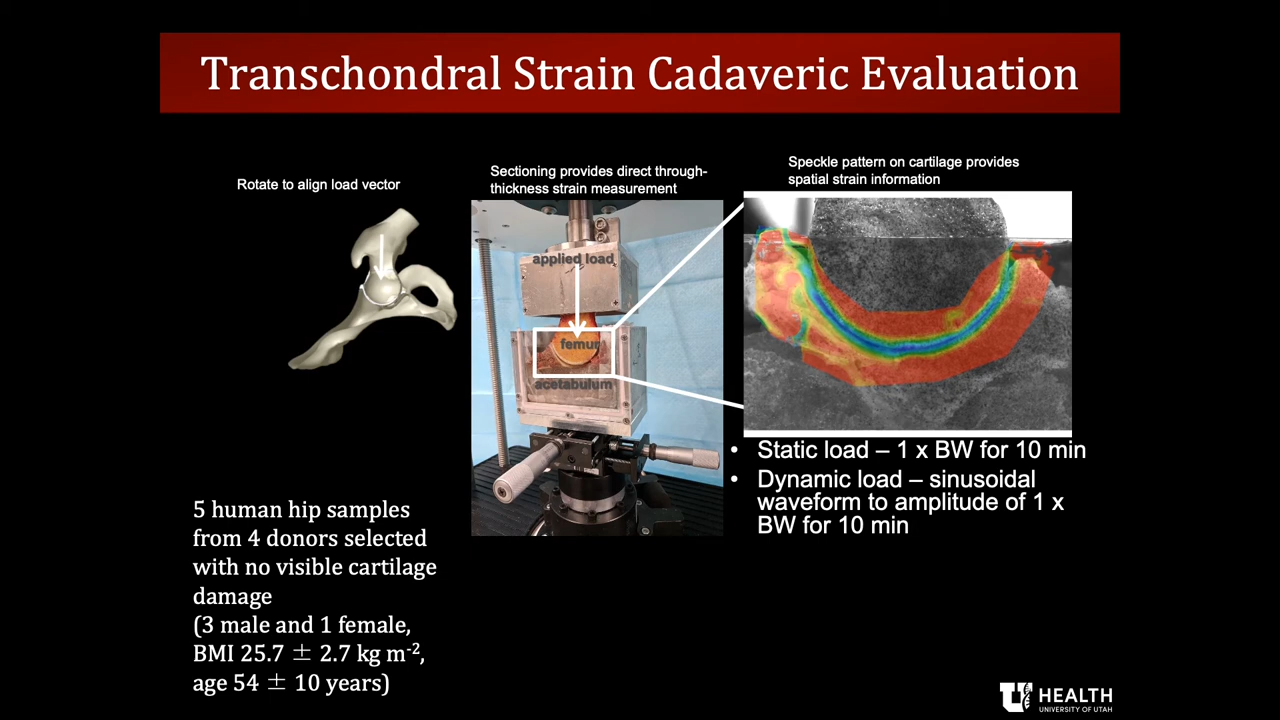 Transchondral Strain Cadaveric Evaluation
Rotate to align load vector
Sectioning provides direct through-
thickness strain measurement
Speckle pattern on cartilage provides
spatial strain information
applied load
femur
acetabulum
• Static load – 1 x BW for 10 min
• Dynamic load – sinusoidal
waveform to amplitude of 1 x
BW for 10 min
5 human hip samples
from 4 donors selected
with no visible cartilage
damage
(3 male and 1 female,
BMI 25.7 ± 2.7 kg m⁻²,
age 54 ± 10 years)
U HEALTH
UNIVERSITY OF UTAH